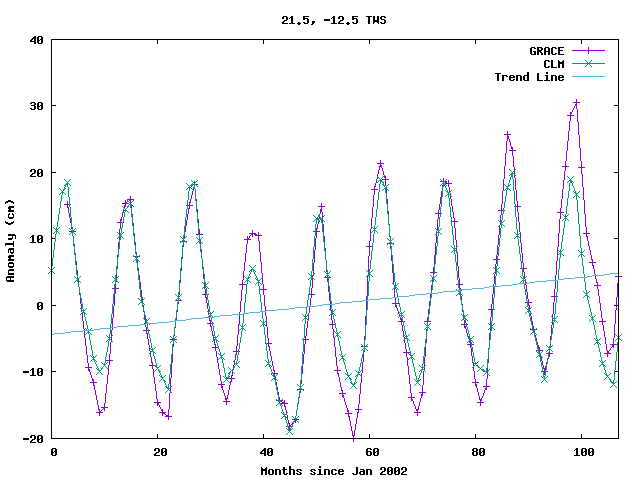 21.5, -12.5 TWS
GRACE
CLM
Trend Line
40
30
20
10
0
-10
-20
Anomaly (cm)
0 20 40 60 80 100
Months since Jan 2002